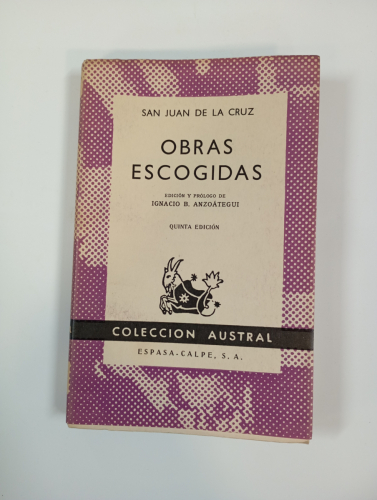 SAN JUAN DE LA CRUZ
OBRAS
ESCOGIDAS
EDICIÓN Y PRÓLOGO DE
IGNACIO B. ANZOÁTEGUI
QUINTA EDICIÓN
COLECCION AUSTRAL
ESPASA-CALPE, S. A.